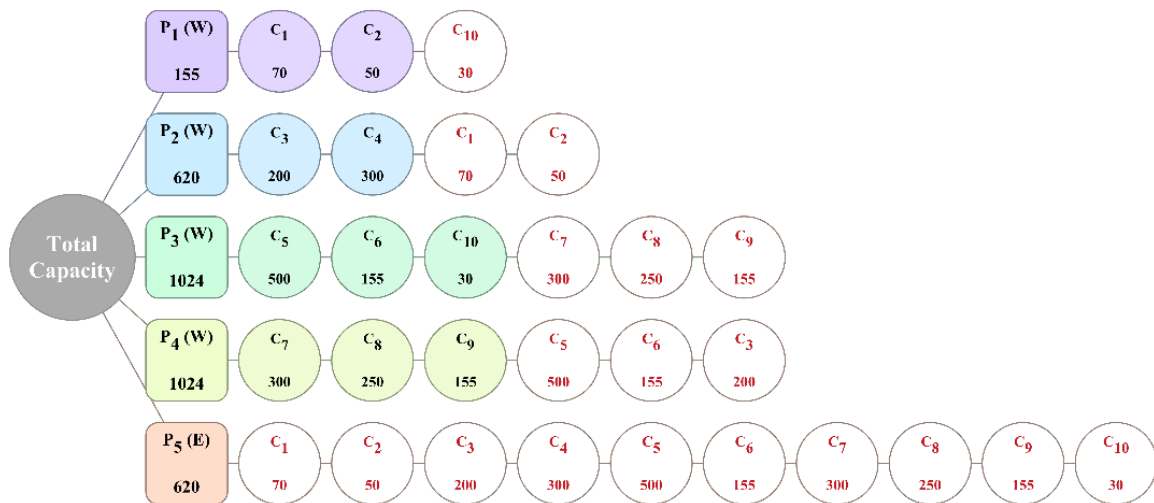 P1 (W) C1 C2 C10
155 70 50 30
P2 (W) C3 C4 C1 C2
620 200 300 70 50
Total
Capacity
P3 (W) C5 C6 C10 C7 C8 C9
1024 500 155 30 300 250 155
P4 (W) C7 C8 C9 C5 C6 C3
1024 300 250 155 500 155 200
P5 (E) C1 C2 C3 C4 C5 C6 C7 C8 C9 C10
620 70 50 200 300 500 155 300 250 155 30